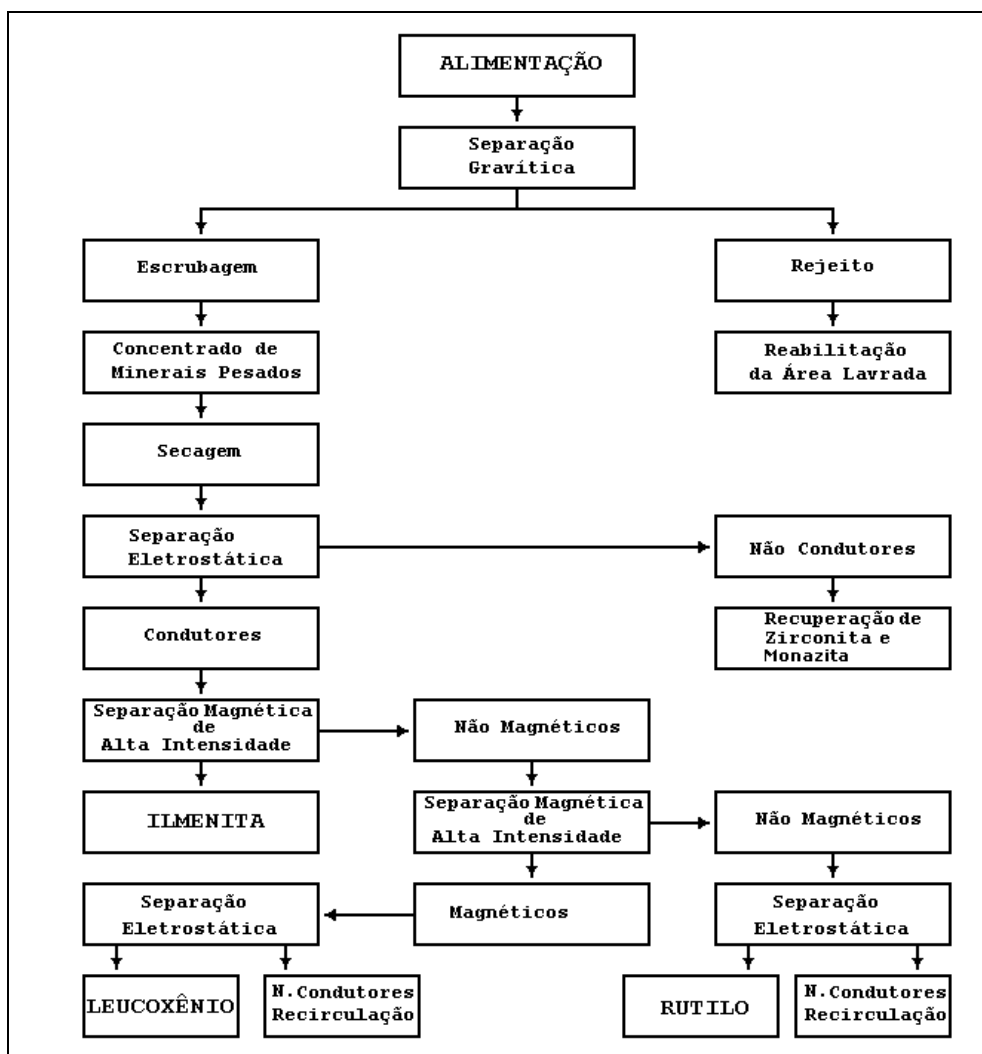 ALIMENTAÇÃO
Separação
Gravítica
Escrubagem
Rejeito
Concentrado de
Minerais Pesados
Reabilitação
da Área Lavrada
Secagem
Separação
Eletrostática
Não Condutores
Condutores
Recuperação de
Zirconita e
Monazita
Separação Magnética
de
Alta Intensidade
Não Magnéticos
ILMENITA
Separação Magnética
de
Alta Intensidade
Não Magnéticos
Separação
Eletrostática
Magnéticos
Separação
Eletrostática
LEUCOXÊNIO
N.Condutores
Recirculação
RUTILO
N.Condutores
Recirculação